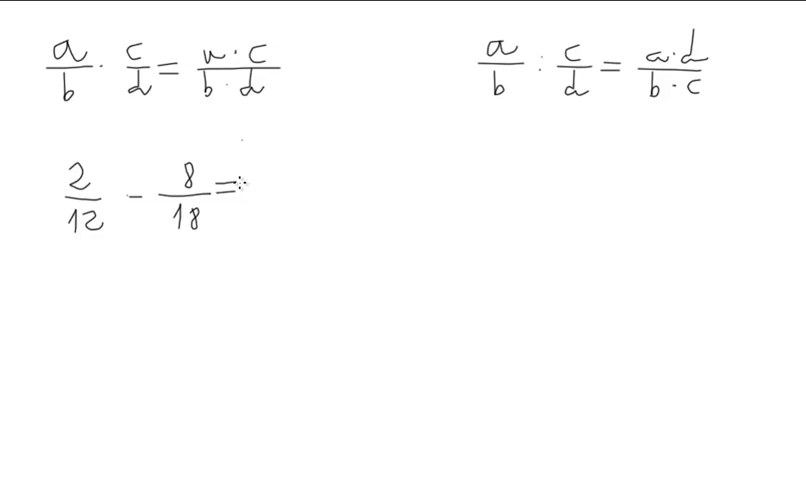 a/b · c/d = a·c/b·d
a/b : c/d = a·d/b·c
2/12 - 8/18 =